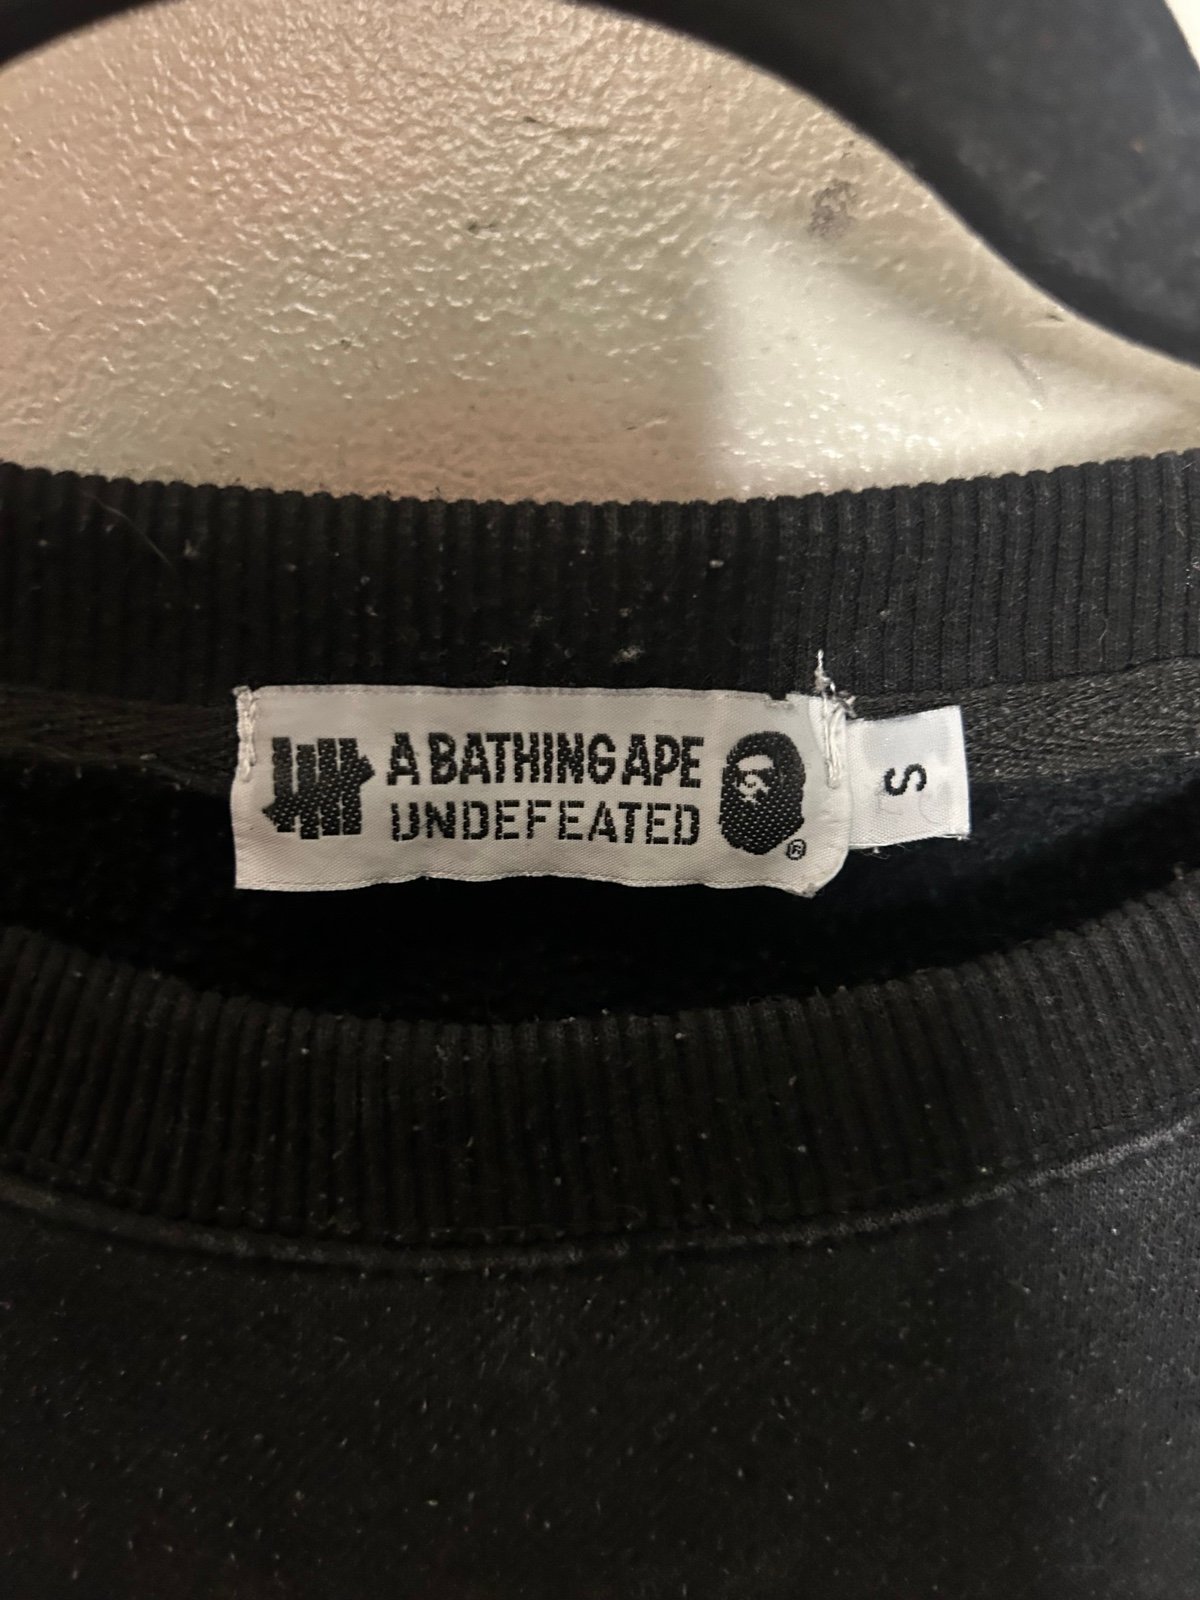 A BATHING APE
UNDEFEATED
®
S